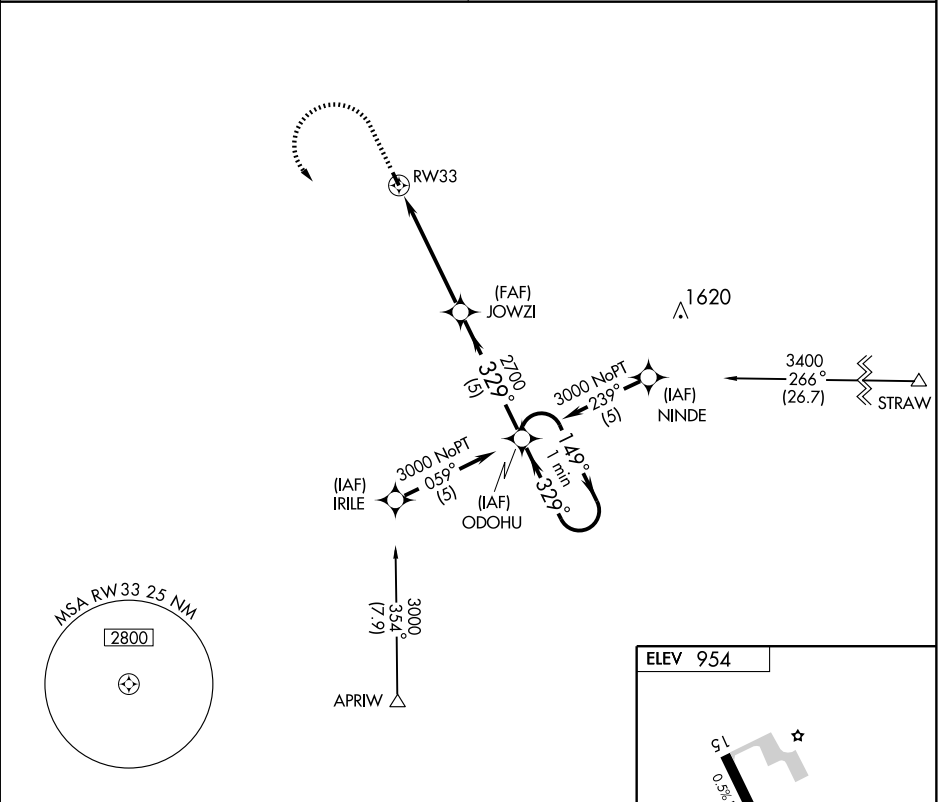 RW33
(FAF)
JOWZI
1620
2700
329°
(5)
3000 NoPT
239°
(5)
(IAF)
NINDE
3400
266°
(26.7)
STRAW
3000 NoPT
059°
(5)
(IAF)
IRILE
(IAF)
ODOHU
149°
1 min
329°
3000
354°
(7.9)
APRIW
MSA RW33 25 NM
2800
ELEV 954
15
0.5%